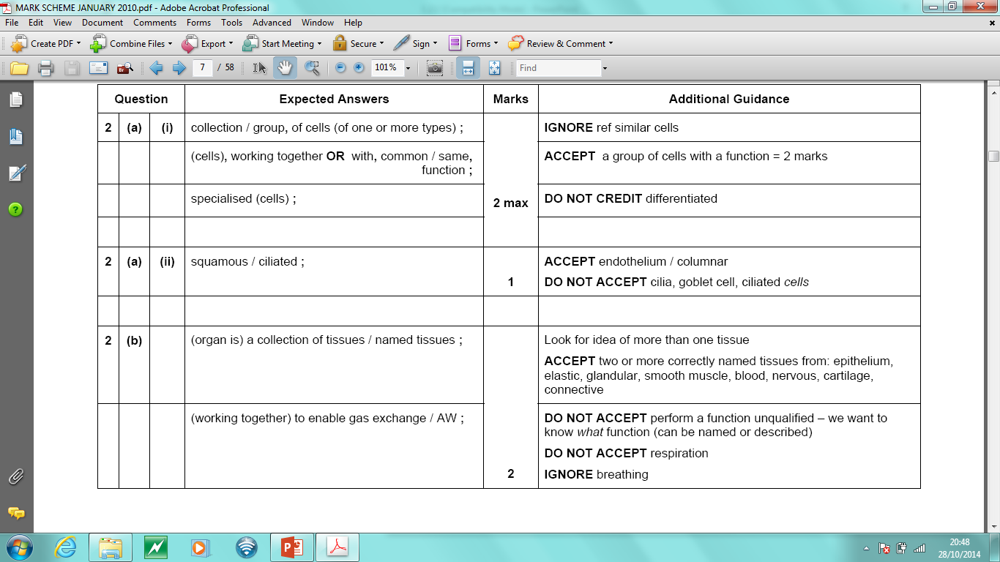 MARK SCHEME JANUARY 2010.pdf - Adobe Acrobat Professional
File Edit View Document Comments Forms Tools Advanced Window Help
Create PDF Combine Files Export Start Meeting Secure Sign Forms Review & Comment
7 / 58 101% Find
Question Expected Answers Marks Additional Guidance
2 (a) (i) collection / group, of cells (of one or more types) ; IGNORE ref similar cells
(cells), working together OR with, common / same, ACCEPT a group of cells with a function = 2 marks
function ;
specialised (cells) ; 2 max DO NOT CREDIT differentiated
2 (a) (ii) squamous / ciliated ; ACCEPT endothelium / columnar
1 DO NOT ACCEPT cilia, goblet cell, ciliated cells
2 (b) (organ is) a collection of tissues / named tissues ; Look for idea of more than one tissue
ACCEPT two or more correctly named tissues from: epithelium,
elastic, glandular, smooth muscle, blood, nervous, cartilage,
connective
(working together) to enable gas exchange / AW ; DO NOT ACCEPT perform a function unqualified – we want to
know what function (can be named or described)
DO NOT ACCEPT respiration
2 IGNORE breathing
20:48
28/10/2014